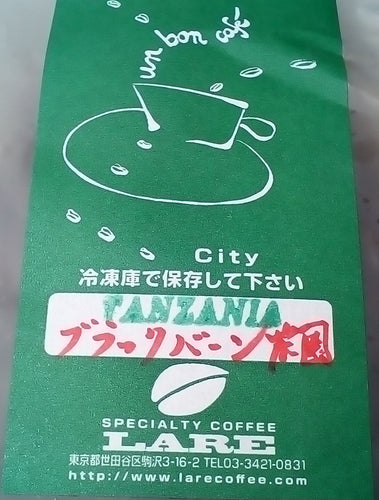 un bon cafe
City
冷凍庫で保存して下さい
TANZANIA
ブラックバーン農園
SPECIALTY COFFEE
LARE
東京都世田谷区駒沢3-16-2 TEL03-3421-0831
http://www.larecoffee.com